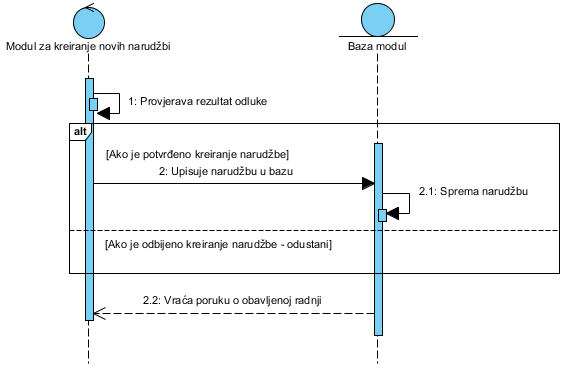 Modul za kreiranje novih narudžbi
Baza modul
1: Provjerava rezultat odluke
alt
[Ako je potvrđeno kreiranje narudžbe]
2: Upisuje narudžbu u bazu
2.1: Sprema narudžbu
[Ako je odbijeno kreiranje narudžbe - odustani]
2.2: Vraća poruku o obavljenoj radnji